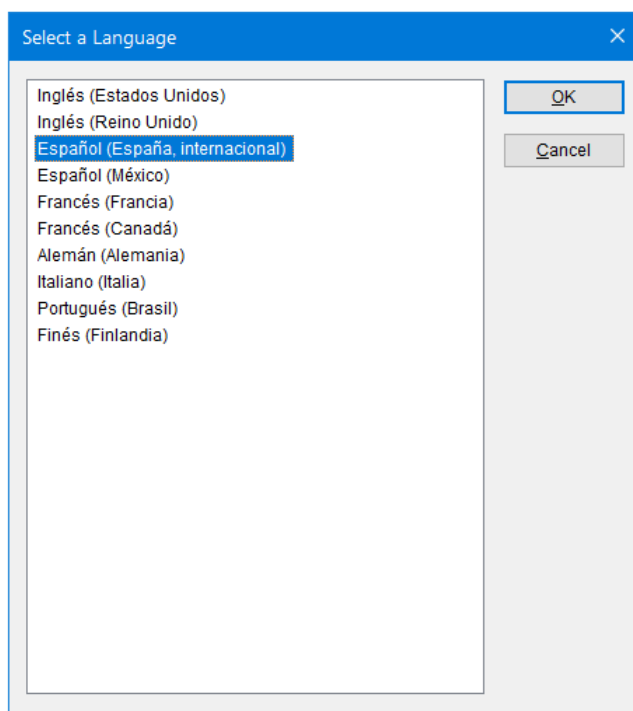 Select a Language
Inglés (Estados Unidos)
Inglés (Reino Unido)
Español (España, internacional)
Español (México)
Francés (Francia)
Francés (Canadá)
Alemán (Alemania)
Italiano (Italia)
Portugués (Brasil)
Finés (Finlandia)
OK
Cancel